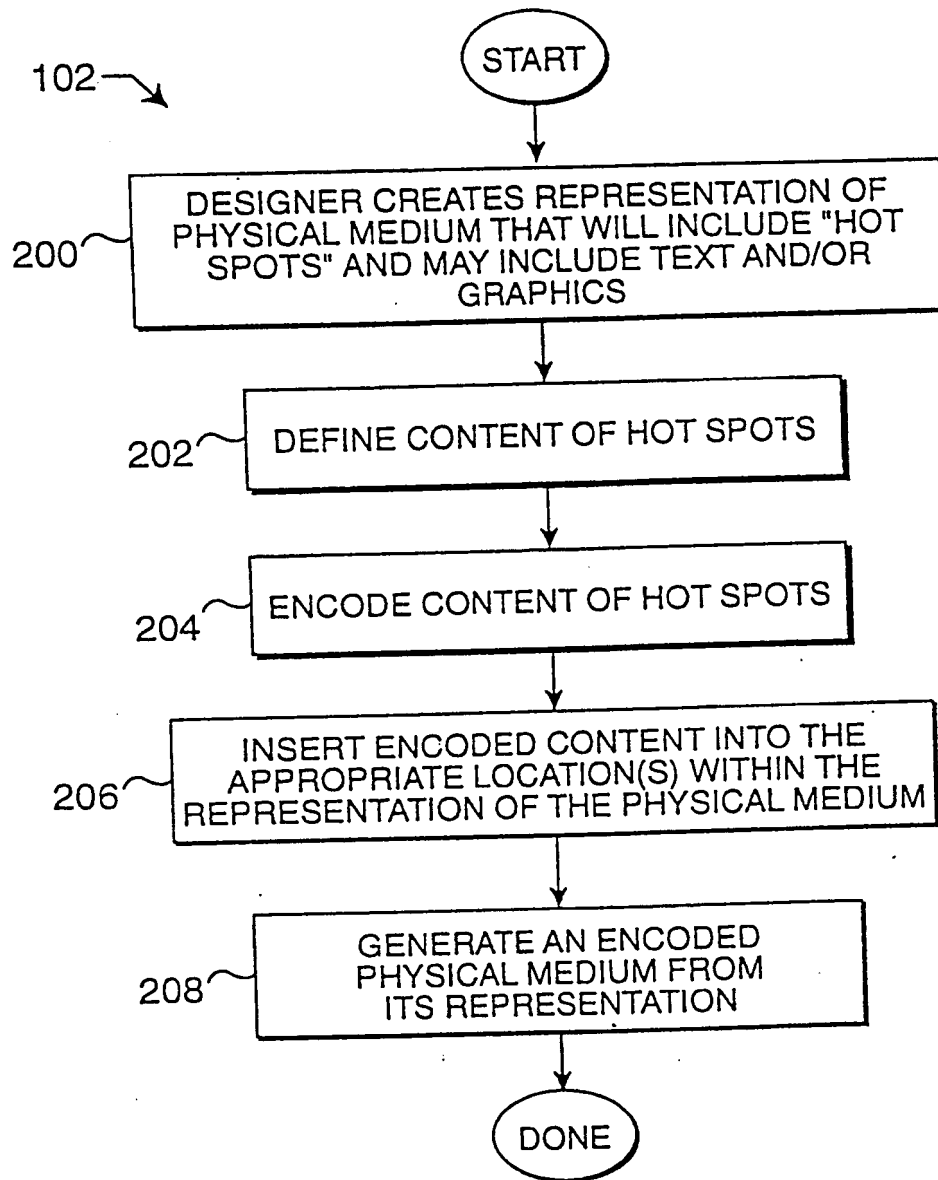 START
102
DESIGNER CREATES REPRESENTATION OF
PHYSICAL MEDIUM THAT WILL INCLUDE "HOT
SPOTS" AND MAY INCLUDE TEXT AND/OR
GRAPHICS
200
DEFINE CONTENT OF HOT SPOTS
202
ENCODE CONTENT OF HOT SPOTS
204
INSERT ENCODED CONTENT INTO THE
APPROPRIATE LOCATION(S) WITHIN THE
REPRESENTATION OF THE PHYSICAL MEDIUM
206
GENERATE AN ENCODED
PHYSICAL MEDIUM FROM
ITS REPRESENTATION
208
DONE